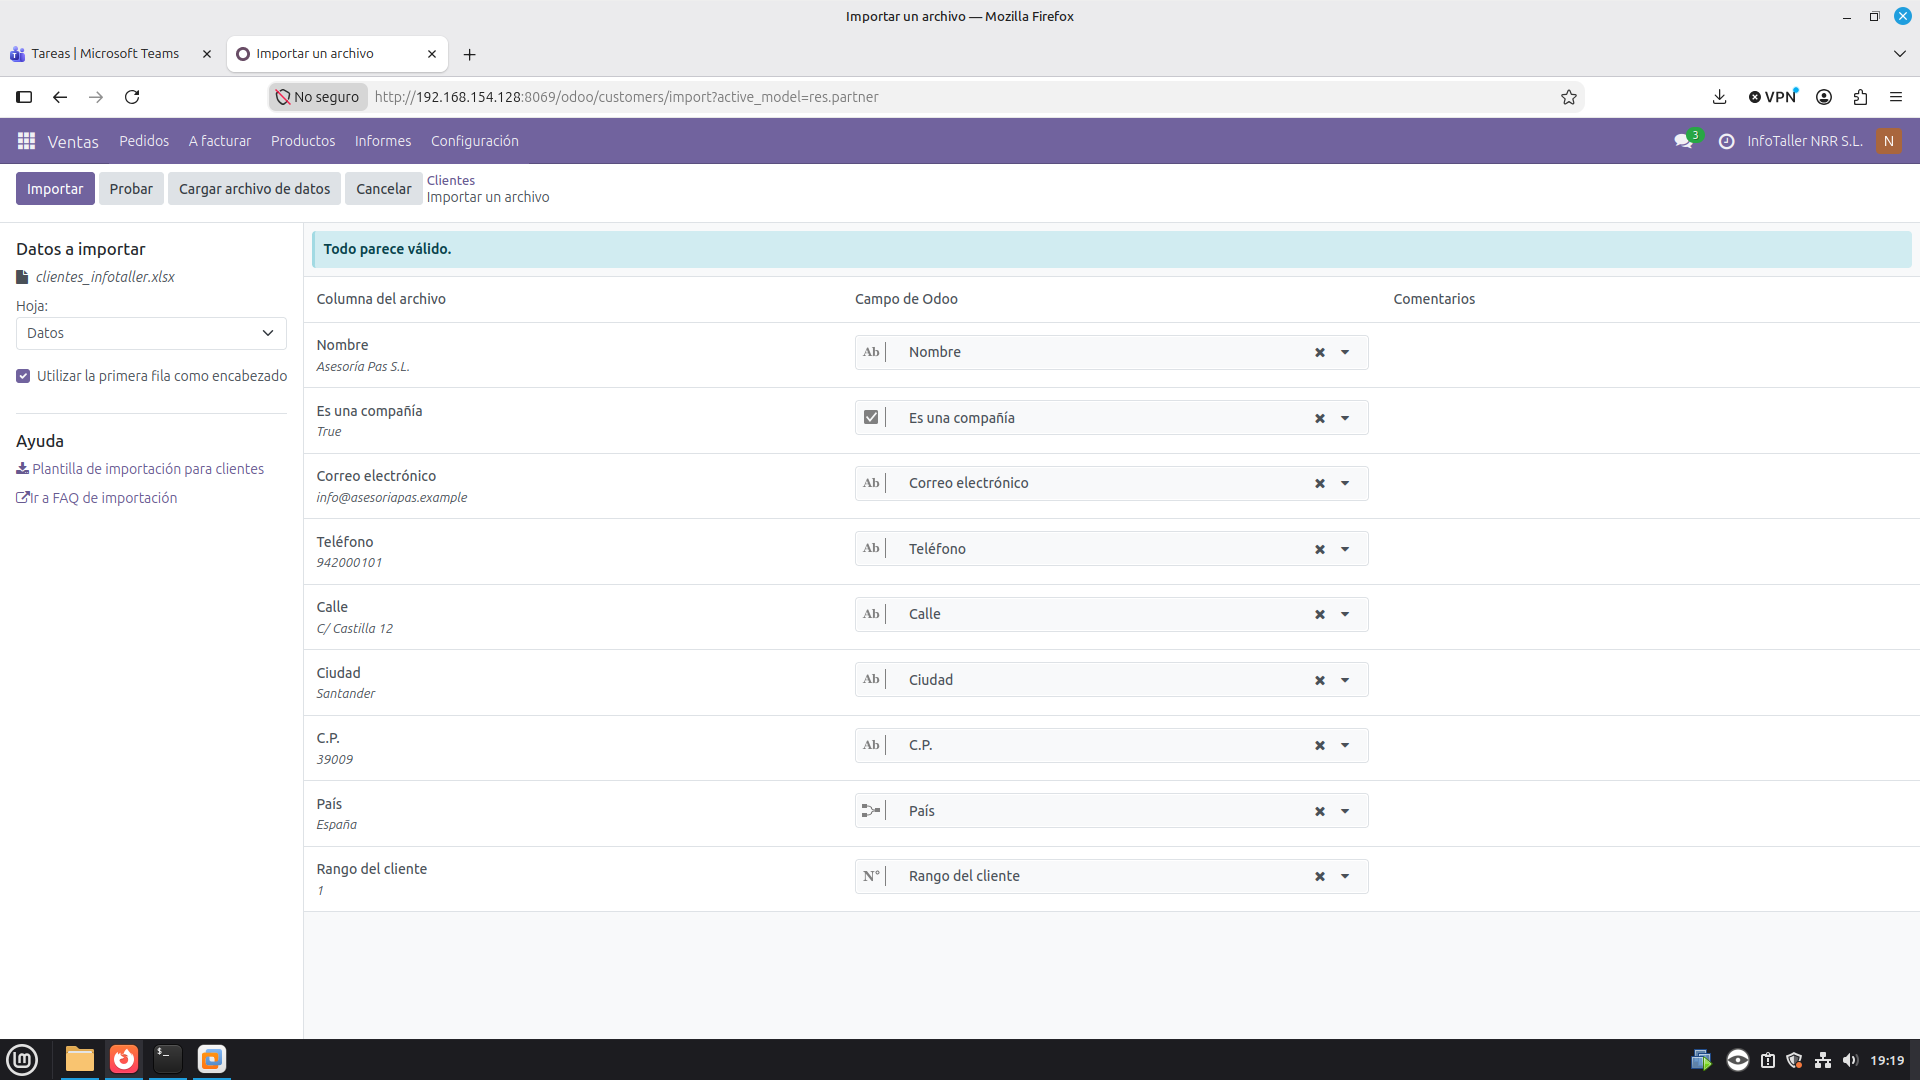 Importar un archivo — Mozilla Firefox
Tareas | Microsoft Teams
Importar un archivo
No seguro
http://192.168.154.128:8069/odoo/customers/import?active_model=res.partner
VPN
Ventas
Pedidos
A facturar
Productos
Informes
Configuración
3
InfoTaller NRR S.L.
N
Importar
Probar
Cargar archivo de datos
Cancelar
Clientes
Importar un archivo
Datos a importar
clientes_infotaller.xlsx
Hoja:
Datos
Utilizar la primera fila como encabezado
Ayuda
Plantilla de importación para clientes
Ir a FAQ de importación
Todo parece válido.
Columna del archivo
Campo de Odoo
Comentarios
Nombre
Asesoría Pas S.L.
Ab
Nombre
Es una compañía
True
Es una compañía
Correo electrónico
info@asesoriapas.example
Ab
Correo electrónico
Teléfono
942000101
Ab
Teléfono
Calle
C/ Castilla 12
Ab
Calle
Ciudad
Santander
Ab
Ciudad
C.P.
39009
Ab
C.P.
País
España
País
Rango del cliente
1
N°
Rango del cliente
19:19